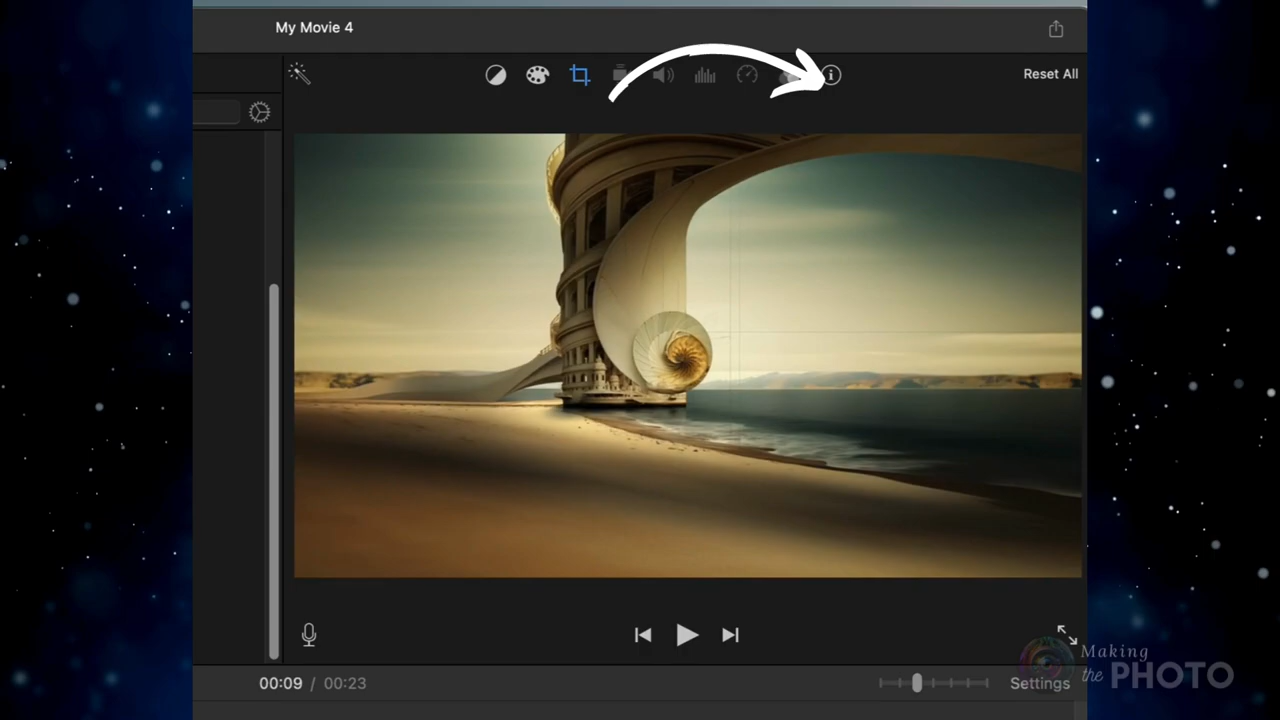 My Movie 4
Reset All
00:09 / 00:23
Settings
Making
the PHOTO